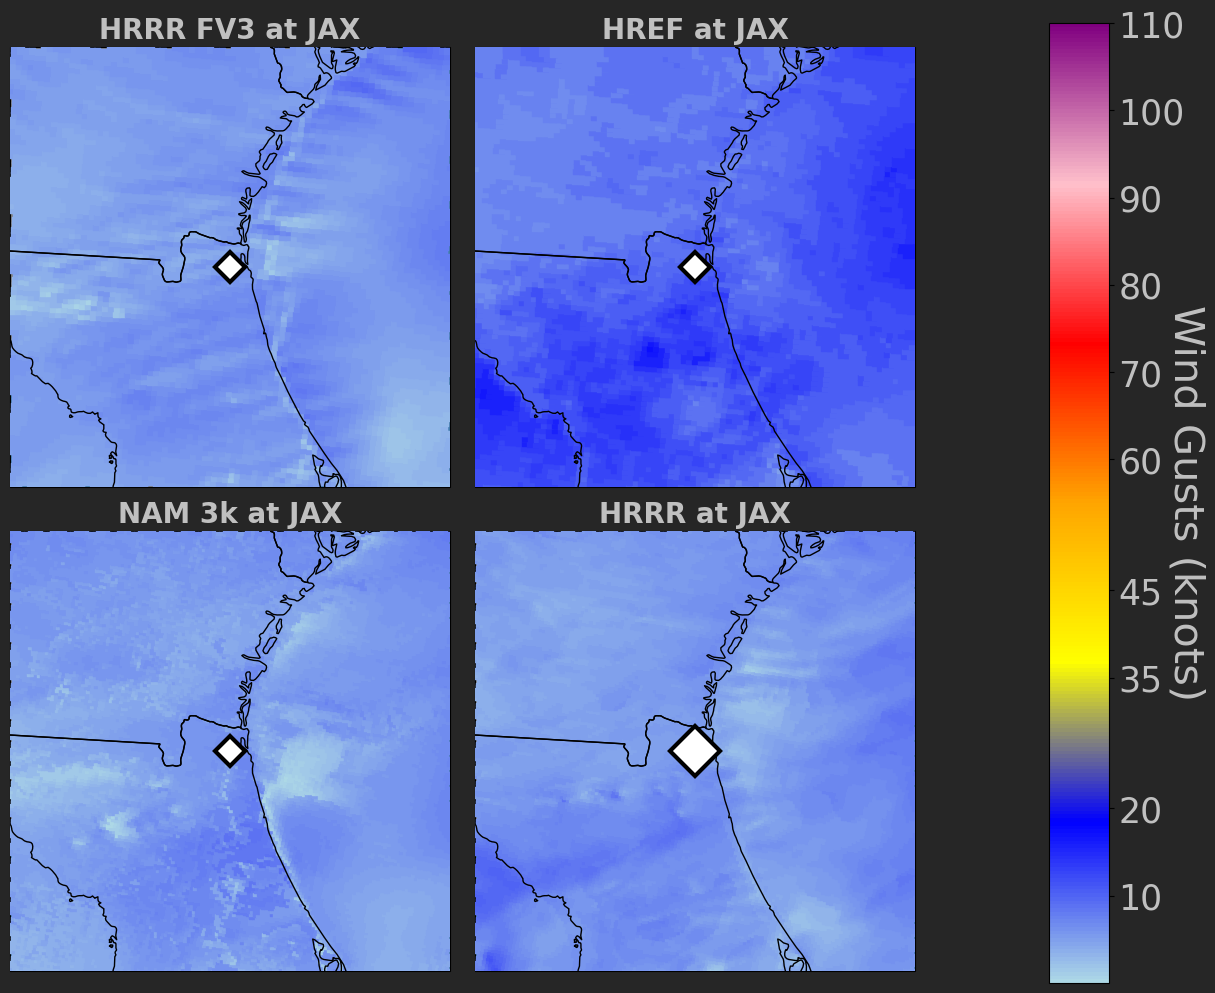 HRRR FV3 at JAX
HREF at JAX
NAM 3k at JAX
HRRR at JAX
110
100
90
80
70
60
45
35
20
10
Wind Gusts (knots)